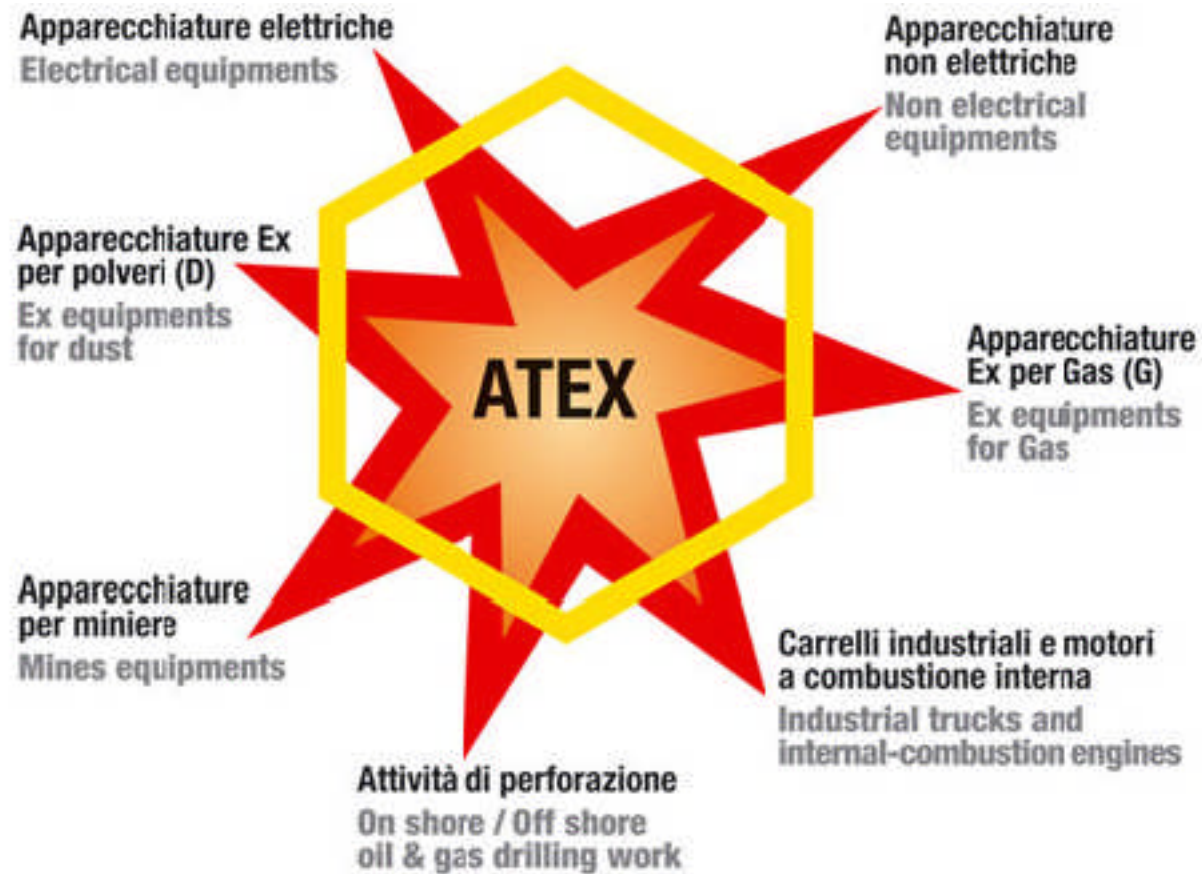 Apparecchiature elettriche
Electrical equipments
Apparecchiature
non elettriche
Non electrical
equipments
Apparecchiature Ex
per polveri (D)
Ex equipments
for dust
ATEX
Apparecchiature
Ex per Gas (G)
Ex equipments
for Gas
Apparecchiature
per miniere
Mines equipments
Carrelli industriali e motori
a combustione interna
Industrial trucks and
internal-combustion engines
Attività di perforazione
On shore / Off shore
oil & gas drilling work